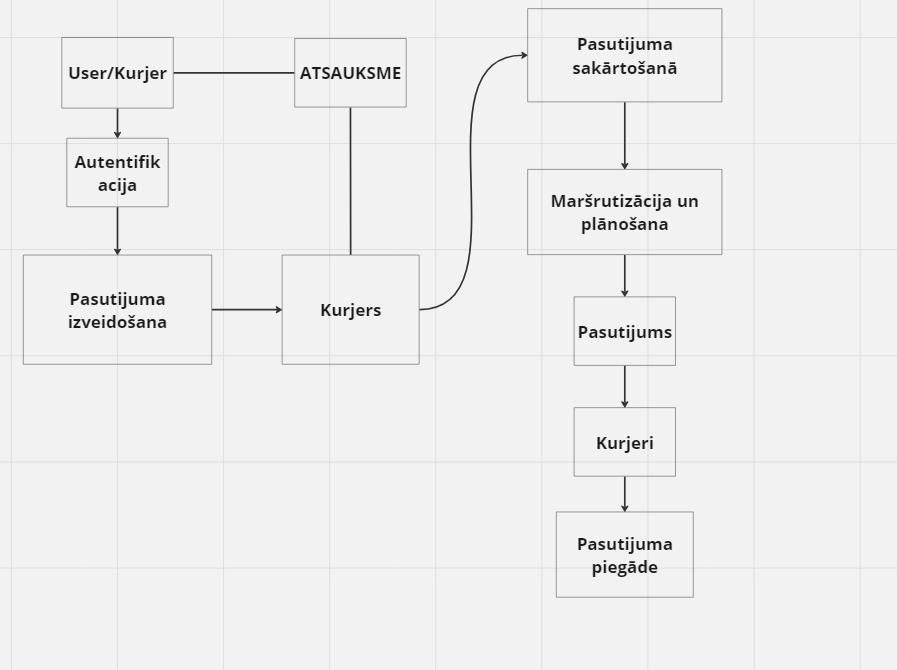 User/Kurjer
ATSAUKSME
Autentifik
acija
Pasutijuma
izveidošana
Kurjers
Pasutijuma
sakārtošanā
Maršrutizācija un
plānošana
Pasutijums
Kurjeri
Pasutijuma
piegāde